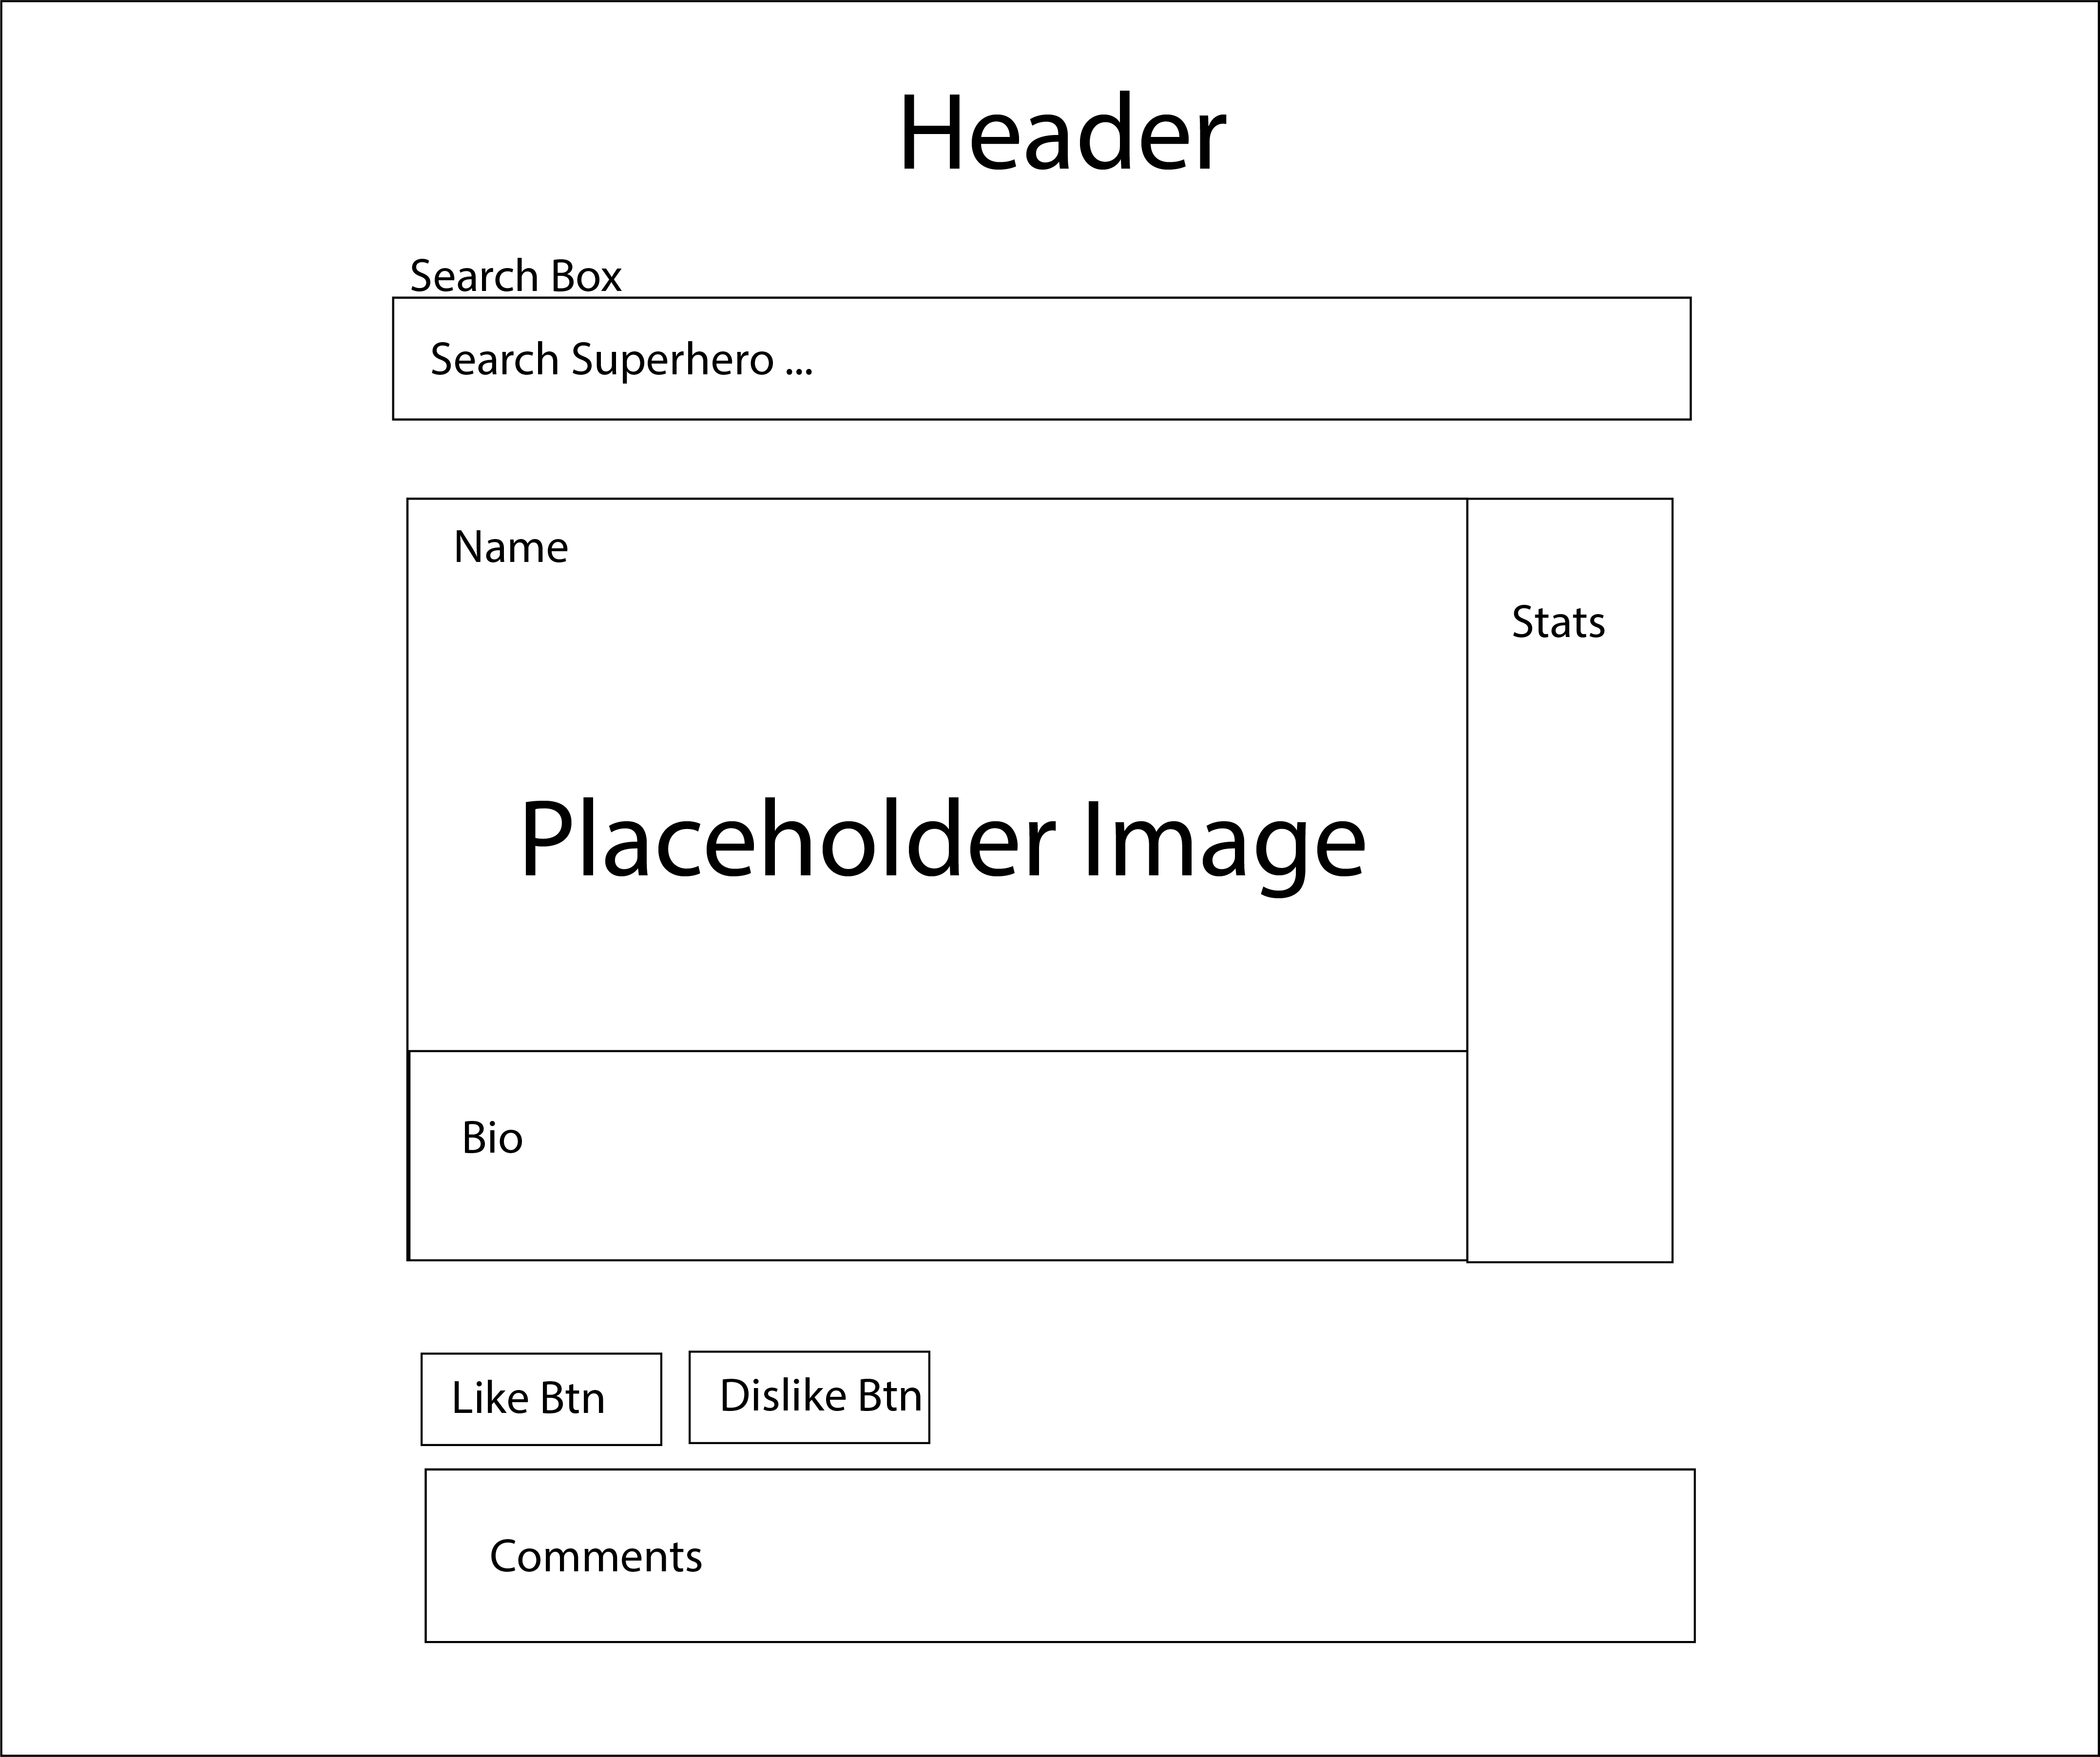 Header
Search Box
Search Superhero ...
Name
Stats
Placeholder Image
Bio
Like Btn
Dislike Btn
Comments